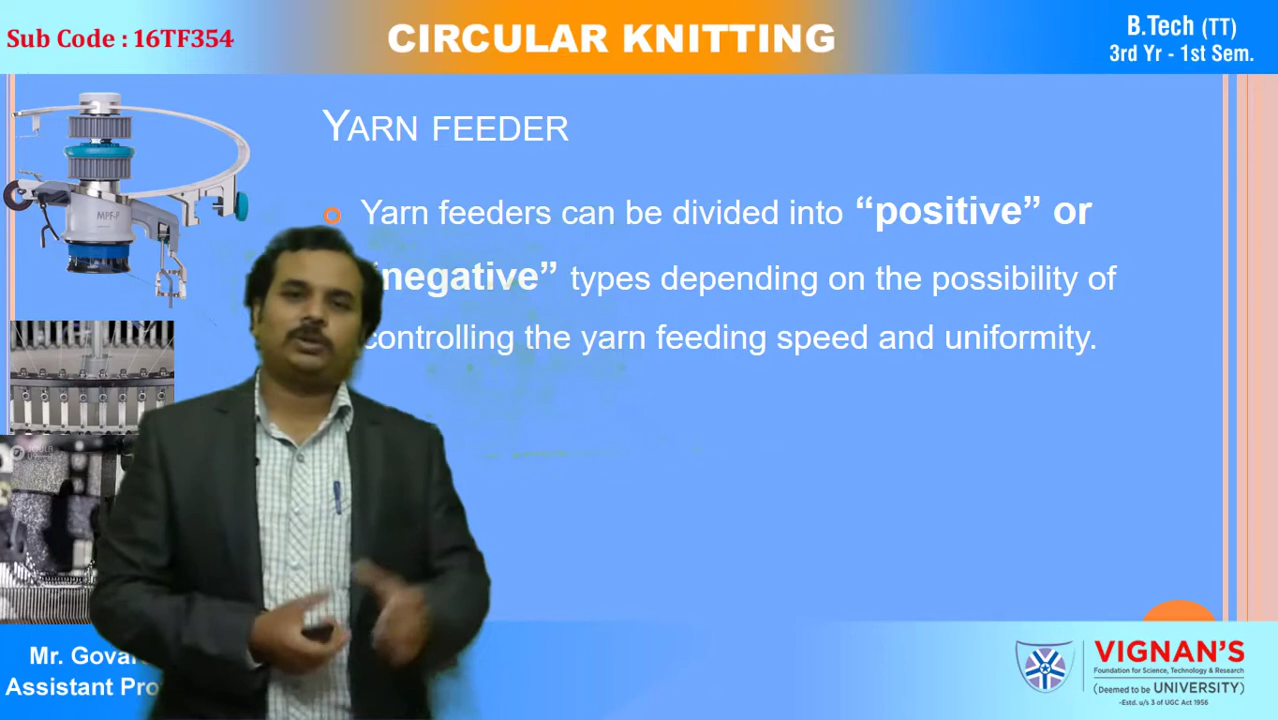 Sub Code : 16TF354
CIRCULAR KNITTING
B.Tech (TT)
3rd Yr - 1st Sem.
YARN FEEDER
Yarn feeders can be divided into “positive” or
negative” types depending on the possibility of
controlling the yarn feeding speed and uniformity.
MPF-P
Mr.
Assistant
VIGNAN'S
Foundation for Science, Technology & Research
(Deemed to be UNIVERSITY)
-Estd. u/s 3 of UGC Act 1956